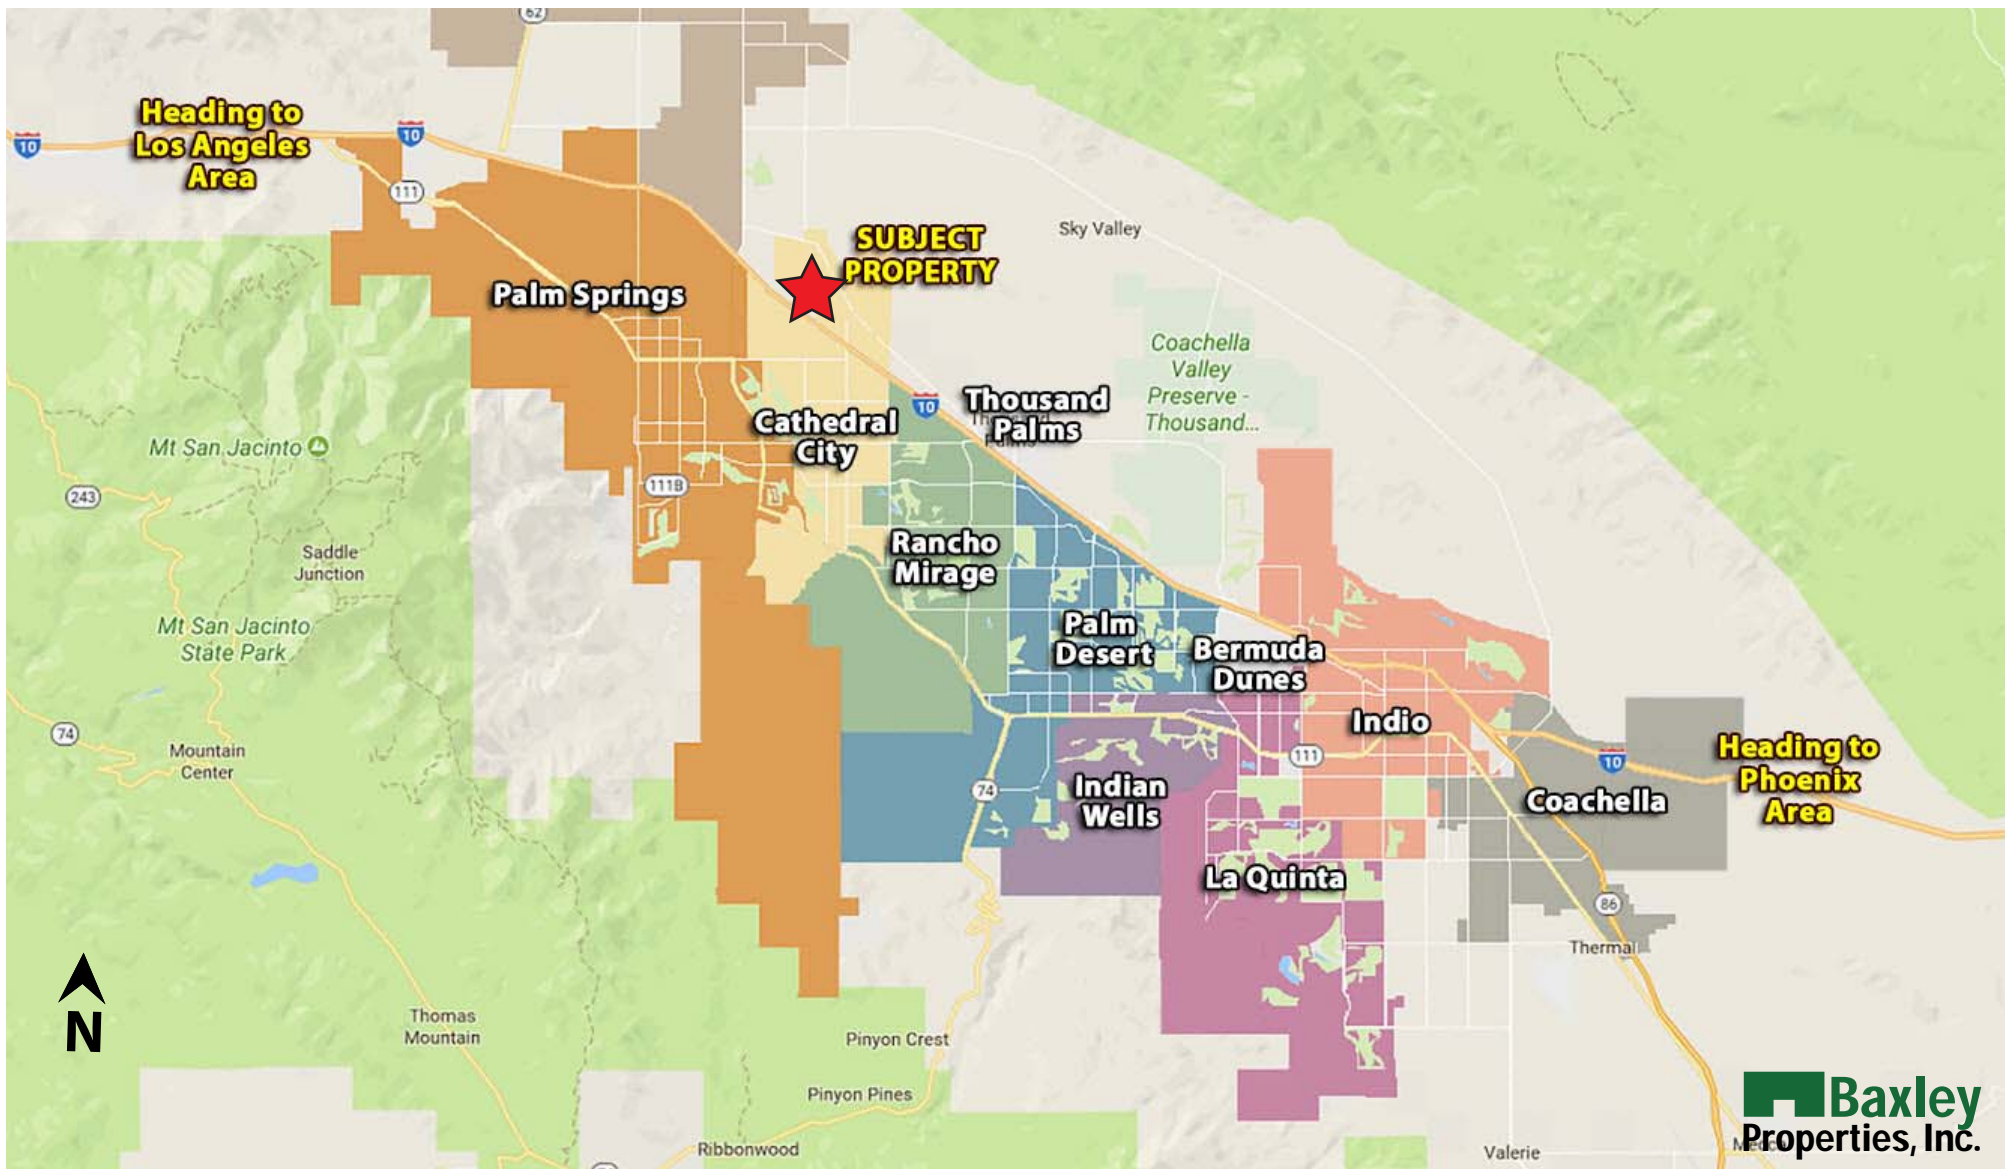 62
Heading to
Los Angeles
Area
10
10
111
SUBJECT
PROPERTY
Sky Valley
Palm Springs
Coachella
Valley
Preserve -
Thousand...
10
Thousand
Palms
Cathedral
City
Mt San Jacinto
243
111B
Rancho
Mirage
Saddle
Junction
Palm
Desert
Bermuda
Dunes
Mt San Jacinto
State Park
Indio
74
Mountain
Center
111
10
Heading to
Phoenix
Area
74
Indian
Wells
Coachella
La Quinta
86
Thermal
N
Thomas
Mountain
Pinyon Crest
Pinyon Pines
Ribbonwood
Valerie
Baxley
Properties, Inc.